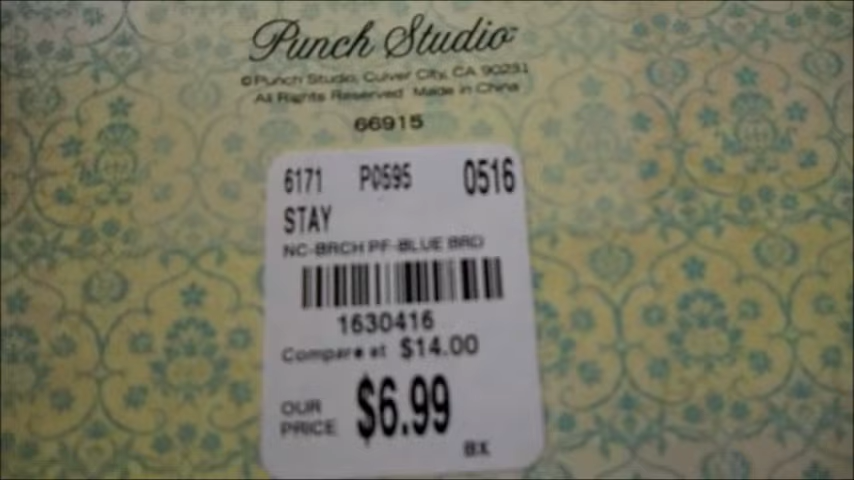 Punch Studio™
© Punch Studio, Culver City, CA 90231
All Rights Reserved Made in China
66915
6171 P0595 0516
STAY
NC-BRCH PF-BLUE BRD
1630416
Compare at $14.00
OUR PRICE $6.99
BX